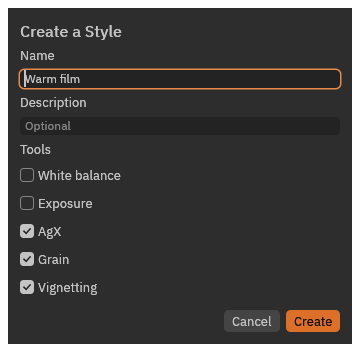 Create a Style
Name
Warm film
Description
Optional
Tools
White balance
Exposure
AgX
Grain
Vignetting
Cancel Create